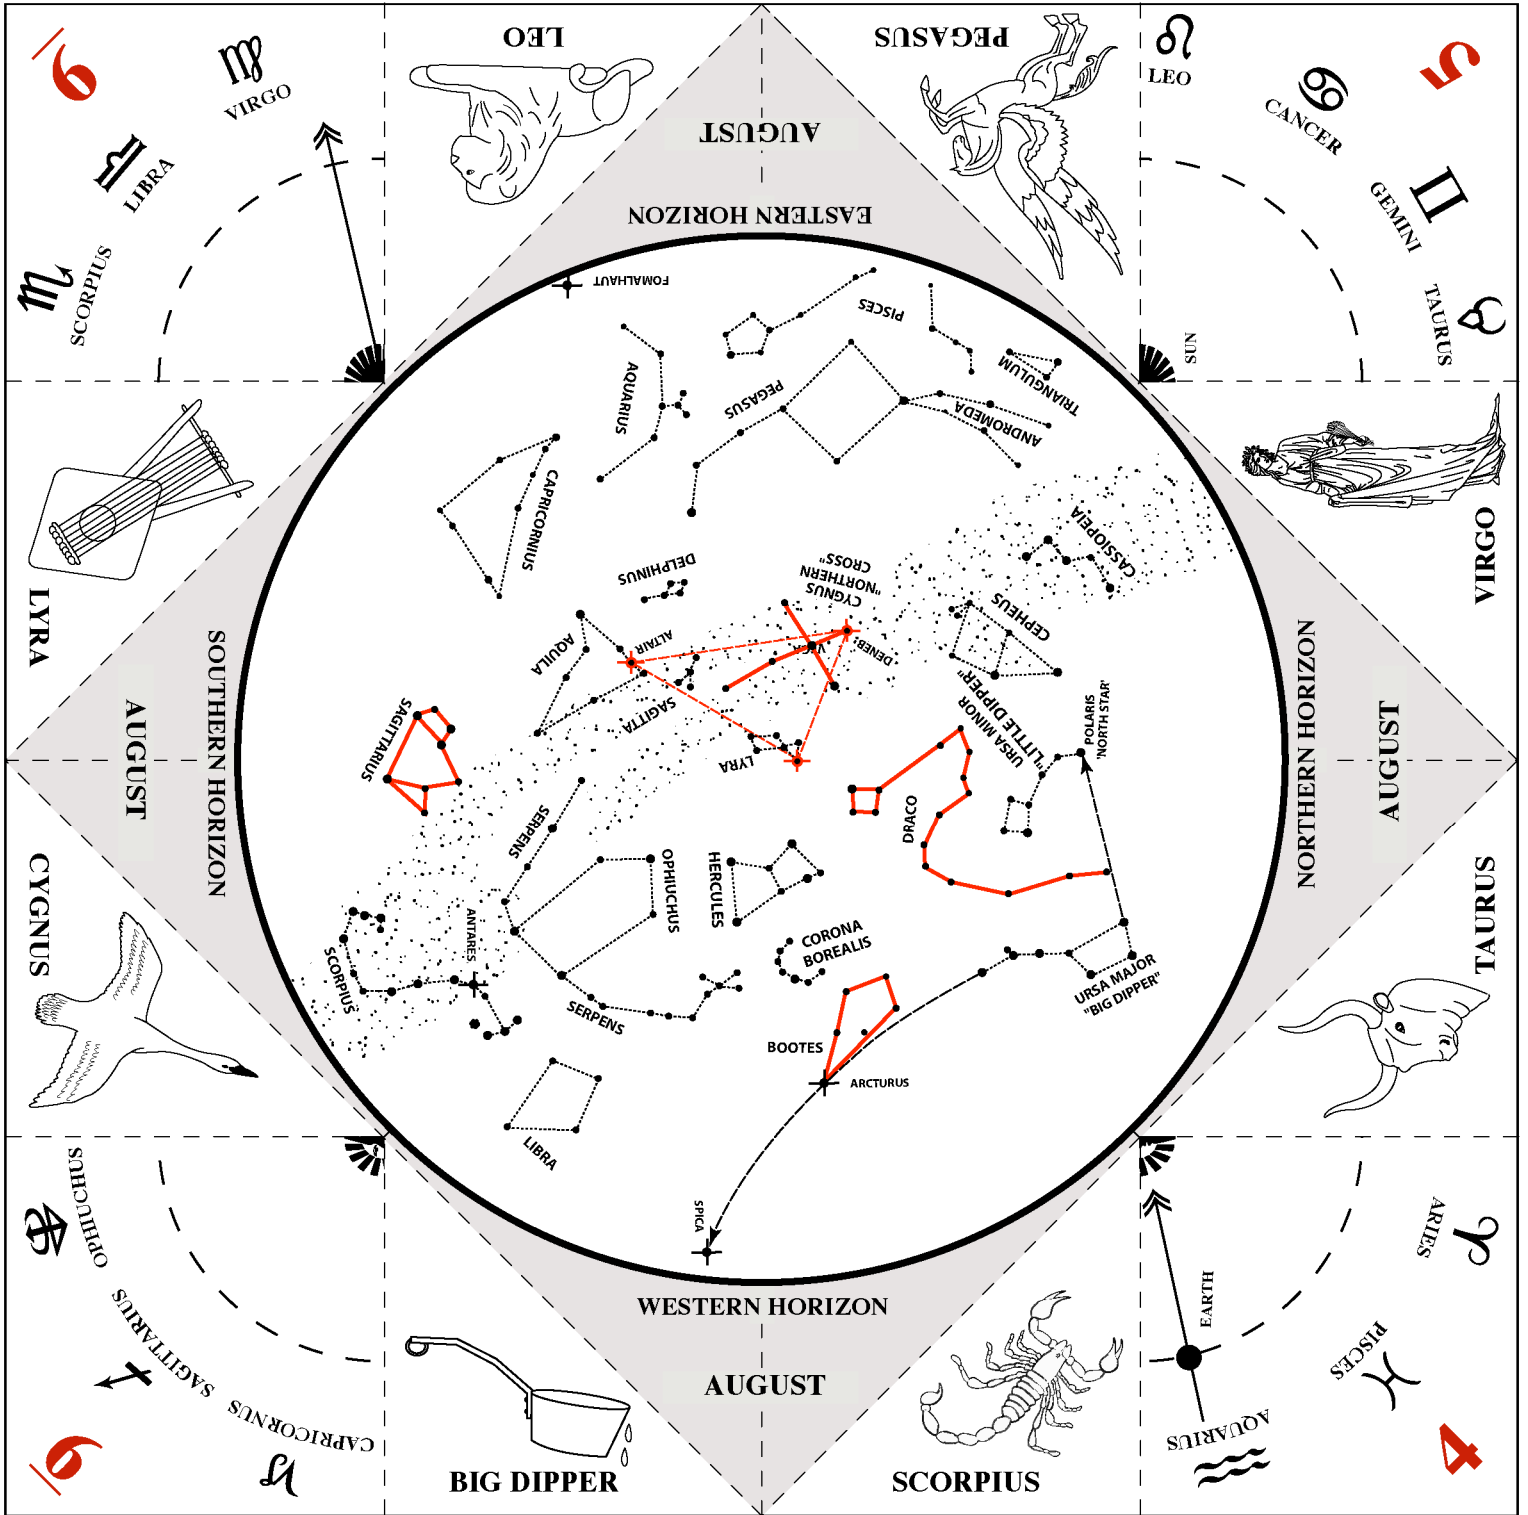 6
VIRGO
LIBRA
SCORPIUS
LEO
PEGASUS
LEO
CANCER
GEMINI
TAURUS
5
SUN
AUGUST
EASTERN HORIZON
LYRA
CYGNUS
AUGUST
SOUTHERN HORIZON
VIRGO
TAURUS
AUGUST
NORTHERN HORIZON
FOMALHAUT
PISCES
AQUARIUS
PEGASUS
TRIANGULUM
ANDROMEDA
CAPRICORNIUS
CASSIOPEIA
DELPHINUS
CYGNUS
"NORTHERN
CROSS"
CEPHEUS
AQUILA
ALTAIR
VEGA
DENEB
SAGITTA
LYRA
SAGITTARIUS
URSA MINOR
"LITTLE DIPPER"
POLARIS
'NORTH STAR'
DRACO
SERPENS
OPHIUCHUS
HERCULES
CORONA
BOREALIS
ANTARES
SCORPIUS
SERPENS
URSA MAJOR
"BIG DIPPER"
BOOTES
ARCTURUS
LIBRA
SPICA
WESTERN HORIZON
AUGUST
OPHIUCHUS
SAGITTARIUS
CAPRICORNUS
9
BIG DIPPER
SCORPIUS
EARTH
ARIES
PISCES
AQUARIUS
4